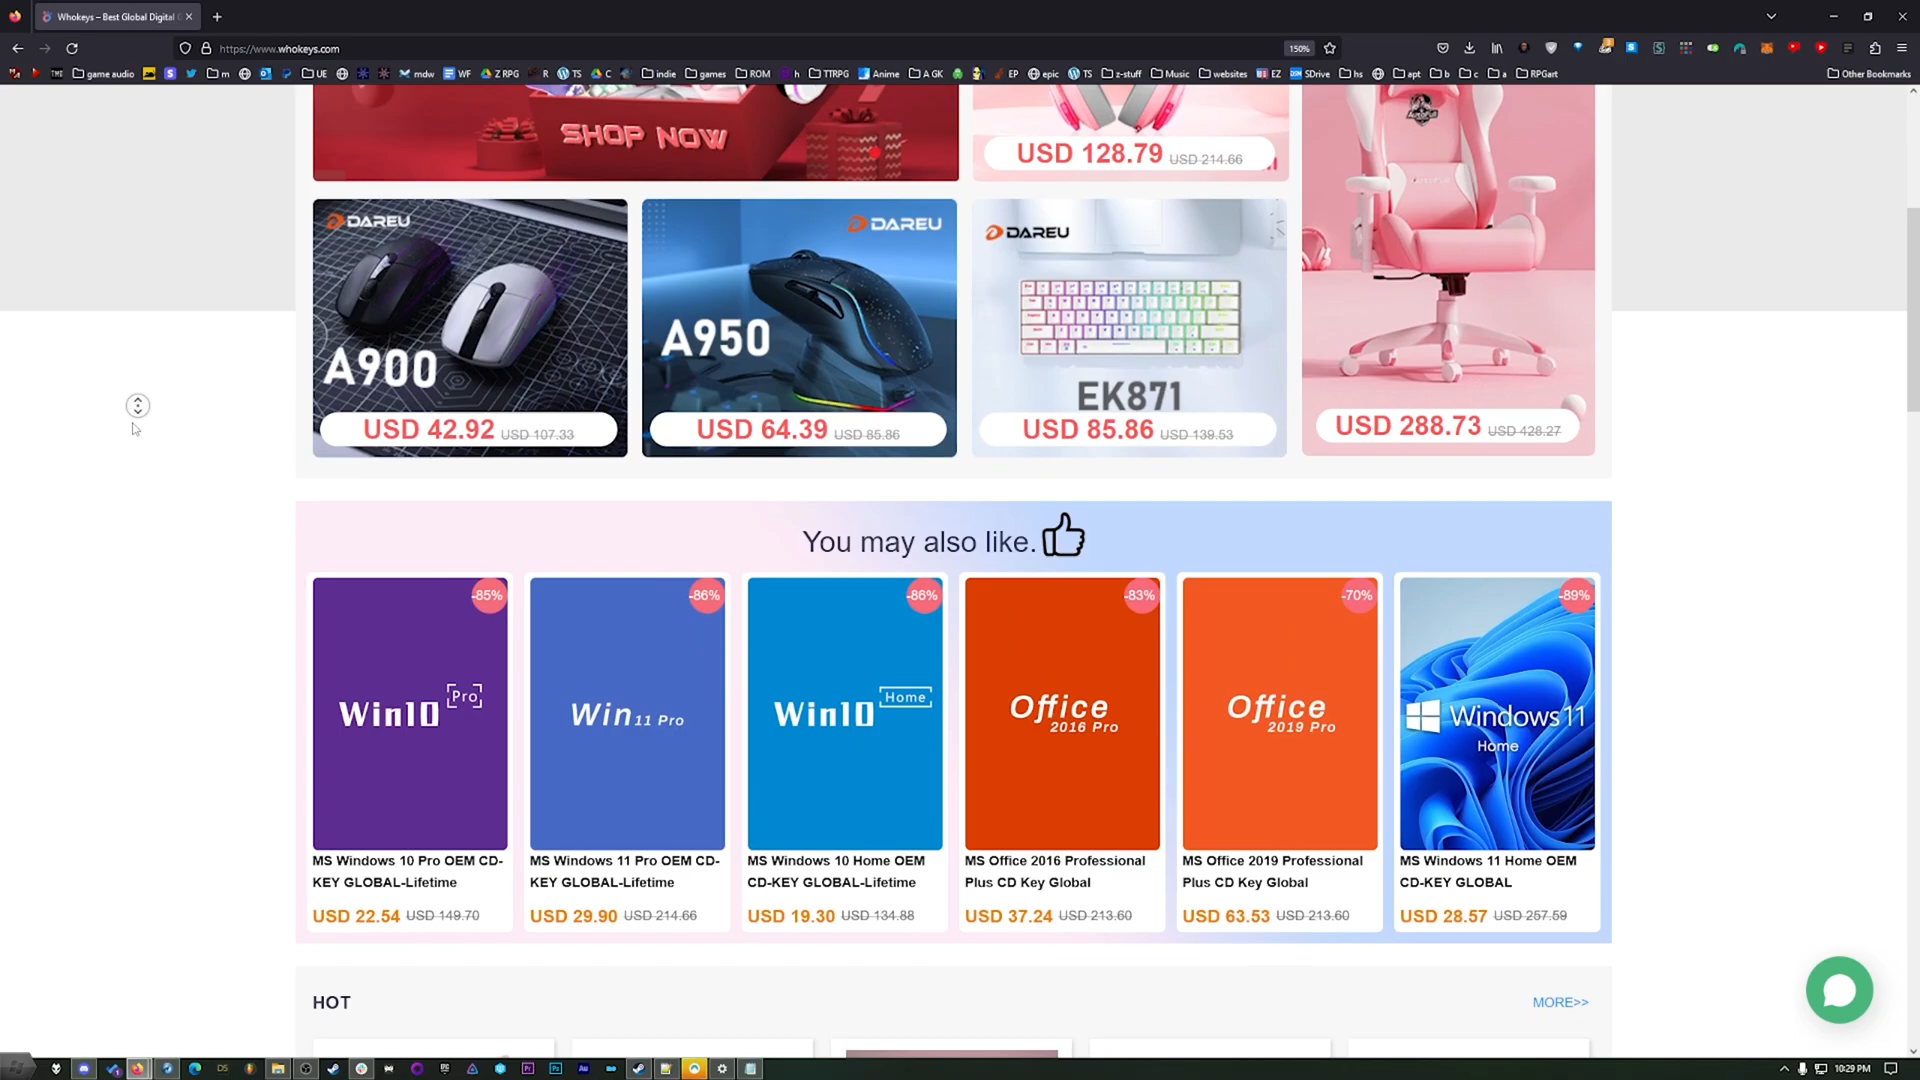 Whokeys – Best Global Digital G
https://www.whokeys.com
150%
game audio
TWE
m
UE
mdw
WF
Z RPG
R
TS
C
indie
games
ROM
h
TTRPG
Anime
A GK
EP
epic
TS
z-stuff
Music
websites
EZ
SDrive
hs
apt
b
c
a
RPGart
Other Bookmarks
SHOP NOW
USD 128.79 USD 214.66
DAREU
A900
USD 42.92 USD 107.33
DAREU
A950
USD 64.39 USD 85.86
DAREU
EK871
USD 85.86 USD 139.53
USD 288.73 USD 428.27
You may also like.
-85%
-86%
-86%
-83%
-70%
-89%
Win10 Pro
Win 11 Pro
Win10 Home
Office
2016 Pro
Office
2019 Pro
Windows 11
Home
MS Windows 10 Pro OEM CD-
KEY GLOBAL-Lifetime
USD 22.54 USD 149.70
MS Windows 11 Pro OEM CD-
KEY GLOBAL-Lifetime
USD 29.90 USD 214.66
MS Windows 10 Home OEM
CD-KEY GLOBAL-Lifetime
USD 19.30 USD 134.88
MS Office 2016 Professional
Plus CD Key Global
USD 37.24 USD 213.60
MS Office 2019 Professional
Plus CD Key Global
USD 63.53 USD 213.60
MS Windows 11 Home OEM
CD-KEY GLOBAL
USD 28.57 USD 257.59
HOT
MORE>>
10:29 PM